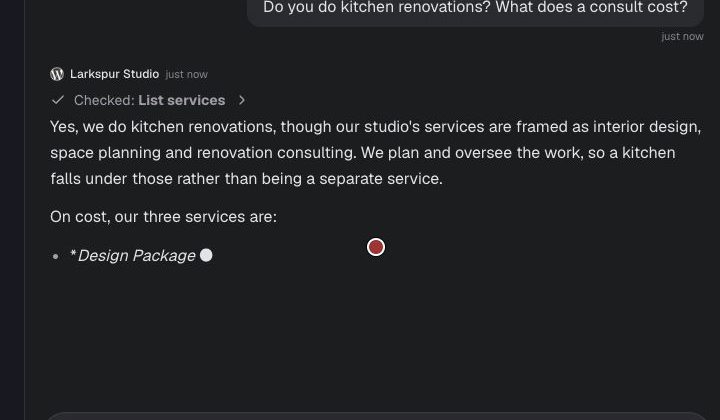 Do you do kitchen renovations? What does a consult cost?
just now
Larkspur Studio just now
Checked: List services
Yes, we do kitchen renovations, though our studio's services are framed as interior design,
space planning and renovation consulting. We plan and oversee the work, so a kitchen
falls under those rather than being a separate service.
On cost, our three services are:
• *Design Package